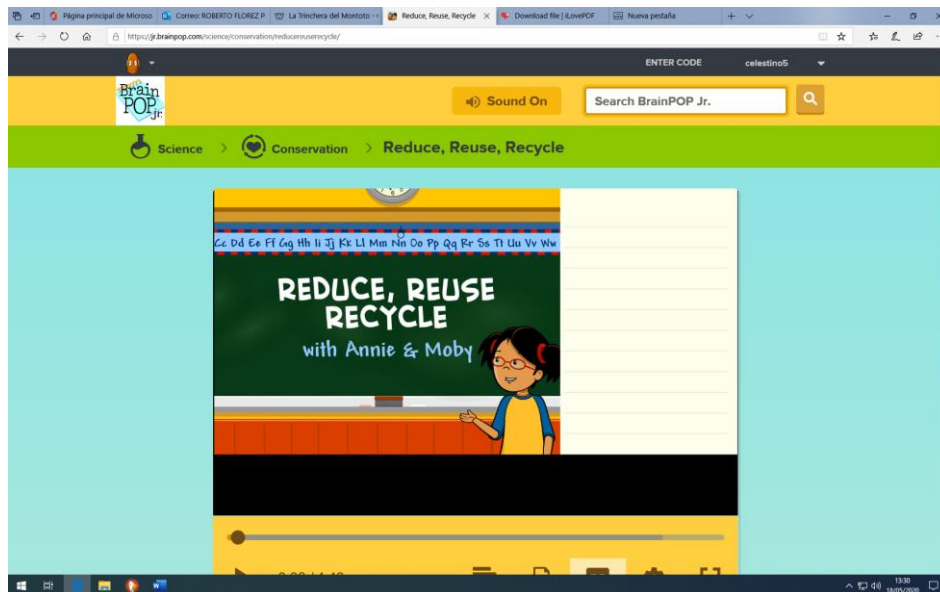 Página principal de Microso
Correo: ROBERTO FLOREZ P
La Trinchera del Montoto -
Reduce, Reuse, Recycle
Download file | iLovePDF
Nueva pestaña
https://jr.brainpop.com/science/conservation/reducereuserecycle/
ENTER CODE
celestino5
Brain
POP
jr.
Sound On
Search BrainPOP Jr.
Science > Conservation > Reduce, Reuse, Recycle
Cc Dd Ee Ff Gg Hh Ii Jj Kk Ll Mm Nn Oo Pp Qq Rr Ss Tt Uu Vv Ww
REDUCE, REUSE
RECYCLE
with Annie & Moby
13:30
18/05/2020